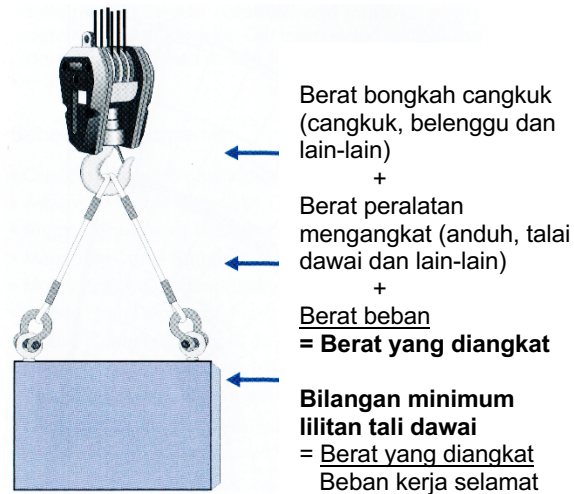 Berat bongkah cangkuk
(cangkuk, belenggu dan
lain-lain)
+
Berat peralatan
mengangkat (anduh, talai
dawai dan lain-lain)
+
Berat beban
= Berat yang diangkat
Bilangan minimum
lilitan tali dawai
= Berat yang diangkat
Beban kerja selamat